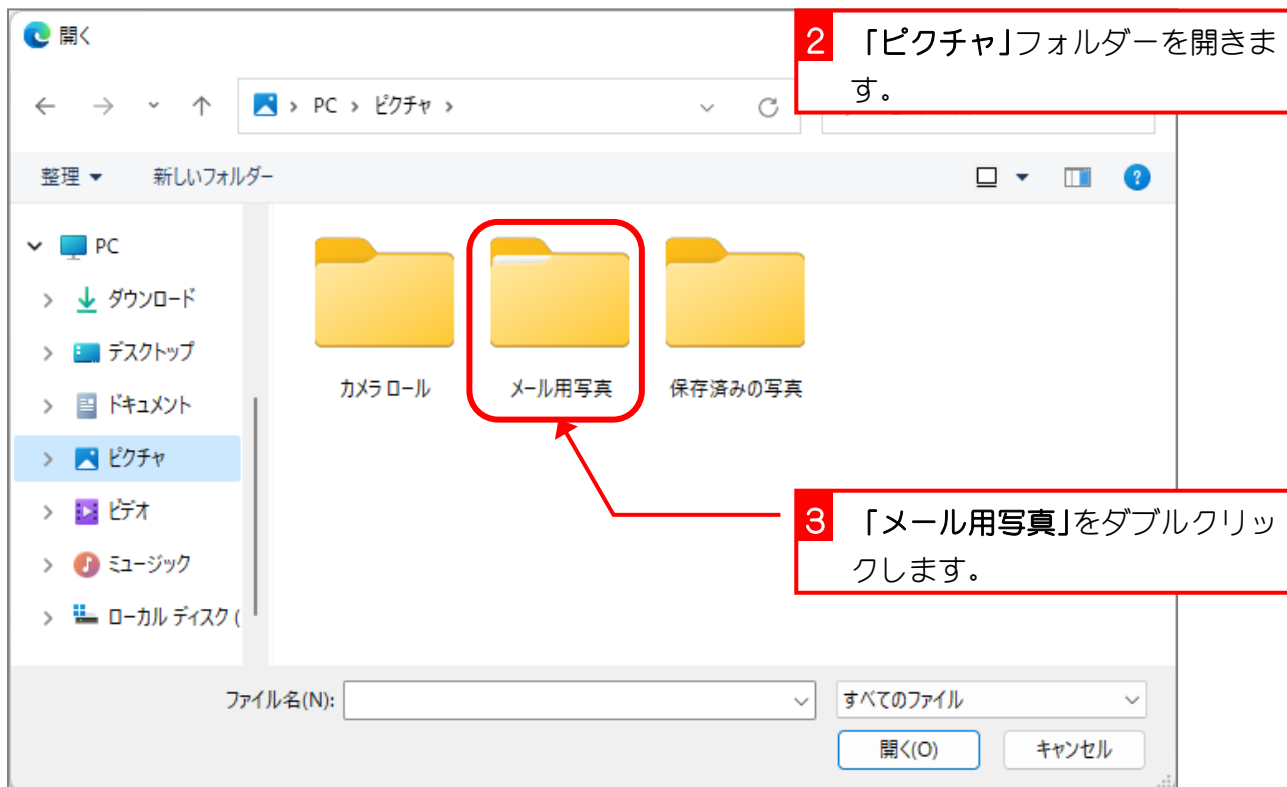 開く
2 「ピクチャ」フォルダーを開きま
す。
PC > ピクチャ >
整理 新しいフォルダー
?
PC
ダウンロード
デスクトップ
ドキュメント
ピクチャ
ビデオ
ミュージック
ローカル ディスク (
カメラ ロール
メール用写真
保存済みの写真
3 「メール用写真」をダブルクリッ
クします。
ファイル名(N):
すべてのファイル
開く(O)
キャンセル